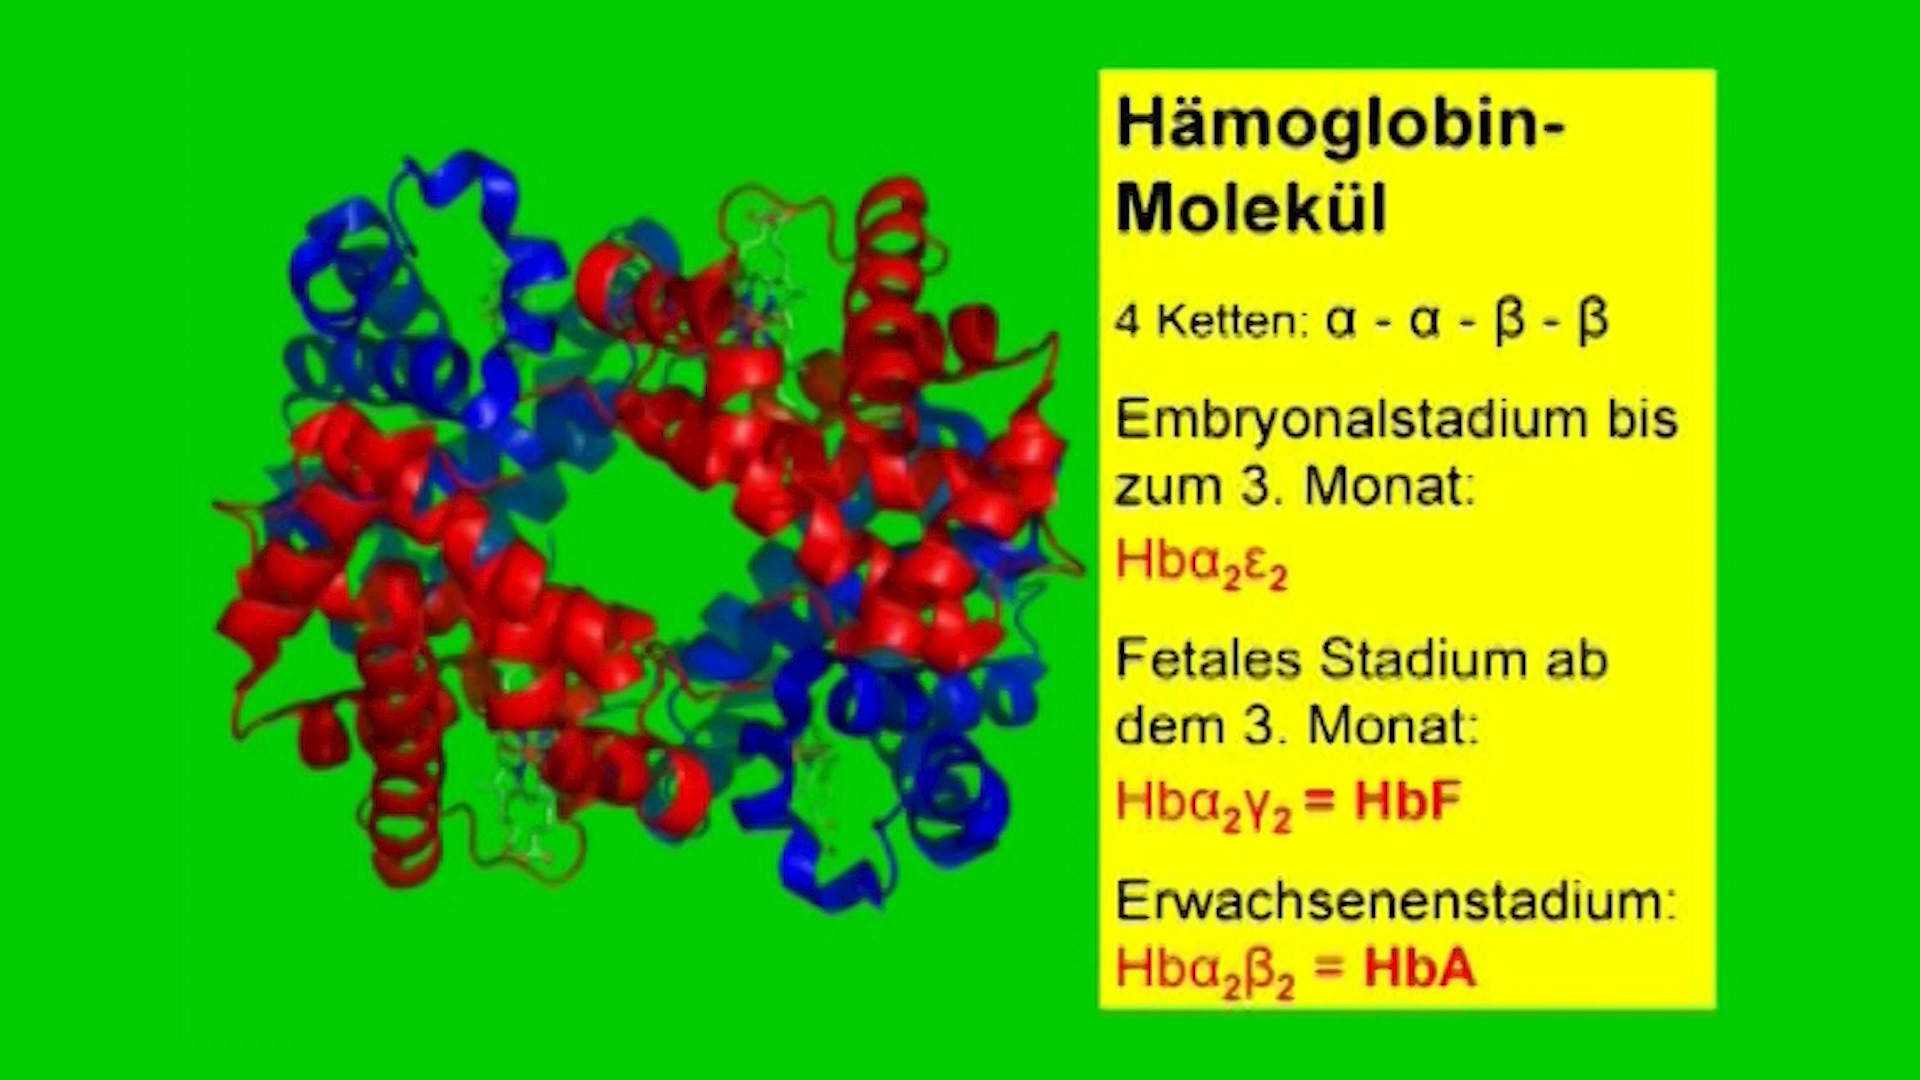 Hämoglobin-
Molekül
4 Ketten: α - α - β - β
Embryonalstadium bis
zum 3. Monat:
Hbα₂ε₂
Fetales Stadium ab
dem 3. Monat:
Hbα₂γ₂ = HbF
Erwachsenenstadium:
Hbα₂β₂ = HbA